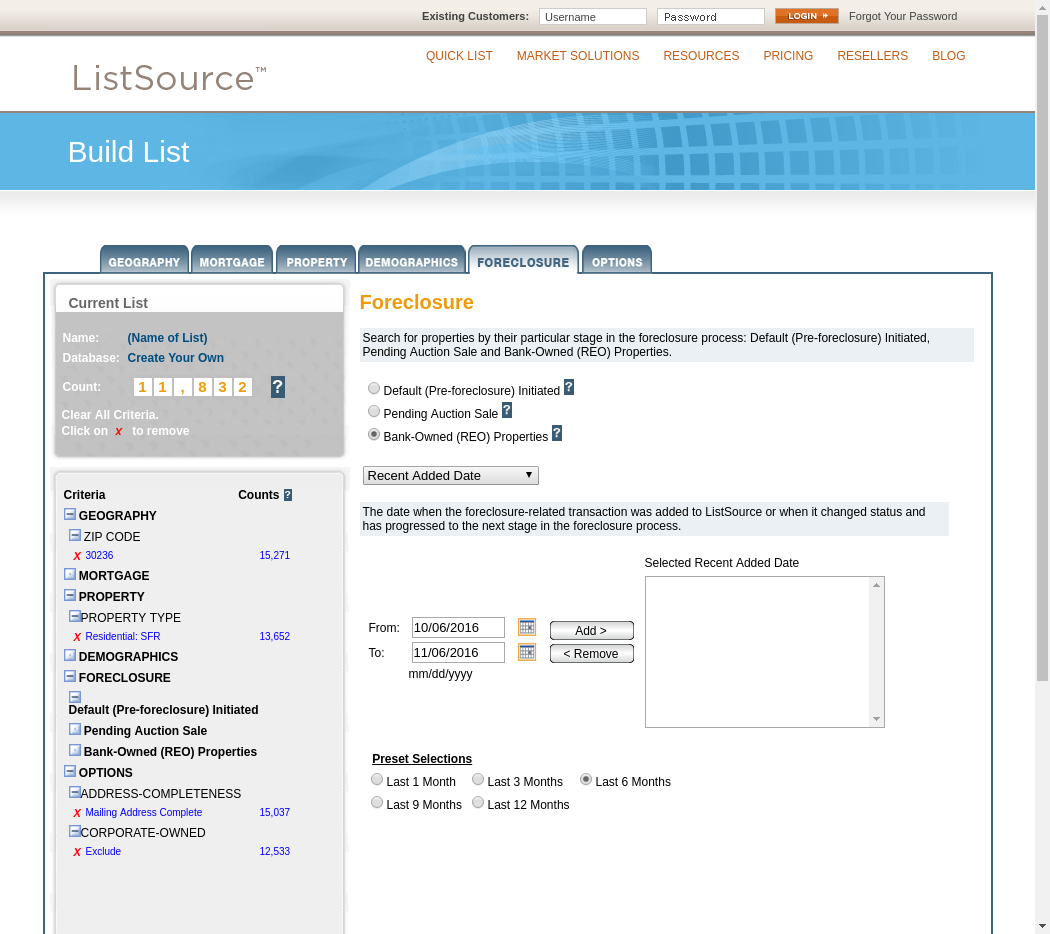 Existing Customers: Username Password LOGIN Forgot Your Password
QUICK LIST MARKET SOLUTIONS RESOURCES PRICING RESELLERS BLOG
ListSource™
Build List
GEOGRAPHY MORTGAGE PROPERTY DEMOGRAPHICS FORECLOSURE OPTIONS
Current List
Name: (Name of List)
Database: Create Your Own
Count: 11,832 ?
Clear All Criteria.
Click on x to remove
Criteria Counts ?
GEOGRAPHY
ZIP CODE
X 30236 15,271
MORTGAGE
PROPERTY
PROPERTY TYPE
X Residential: SFR 13,652
DEMOGRAPHICS
FORECLOSURE
Default (Pre-foreclosure) Initiated
Pending Auction Sale
Bank-Owned (REO) Properties
OPTIONS
ADDRESS-COMPLETENESS
X Mailing Address Complete 15,037
CORPORATE-OWNED
X Exclude 12,533
Foreclosure
Search for properties by their particular stage in the foreclosure process: Default (Pre-foreclosure) Initiated,
Pending Auction Sale and Bank-Owned (REO) Properties.
Default (Pre-foreclosure) Initiated ?
Pending Auction Sale ?
Bank-Owned (REO) Properties ?
Recent Added Date
The date when the foreclosure-related transaction was added to ListSource or when it changed status and
has progressed to the next stage in the foreclosure process.
Selected Recent Added Date
From: 10/06/2016 Add >
To: 11/06/2016 < Remove
mm/dd/yyyy
Preset Selections
Last 1 Month Last 3 Months Last 6 Months
Last 9 Months Last 12 Months